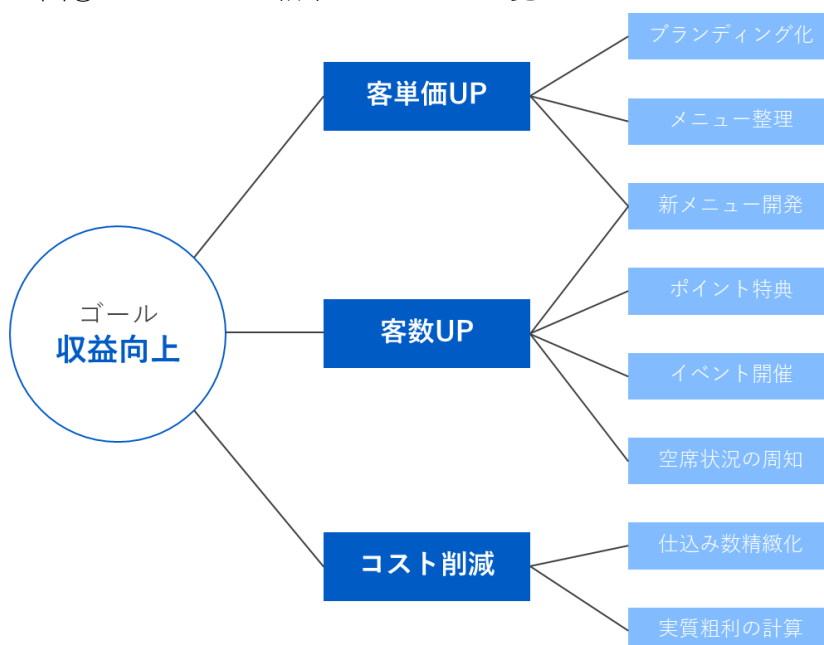 ブランディング化
客単価UP
メニュー整理
新メニュー開発
ゴール
収益向上
ポイント特典
客数UP
イベント開催
空席状況の周知
コスト削減
仕込み数精緻化
実質粗利の計算